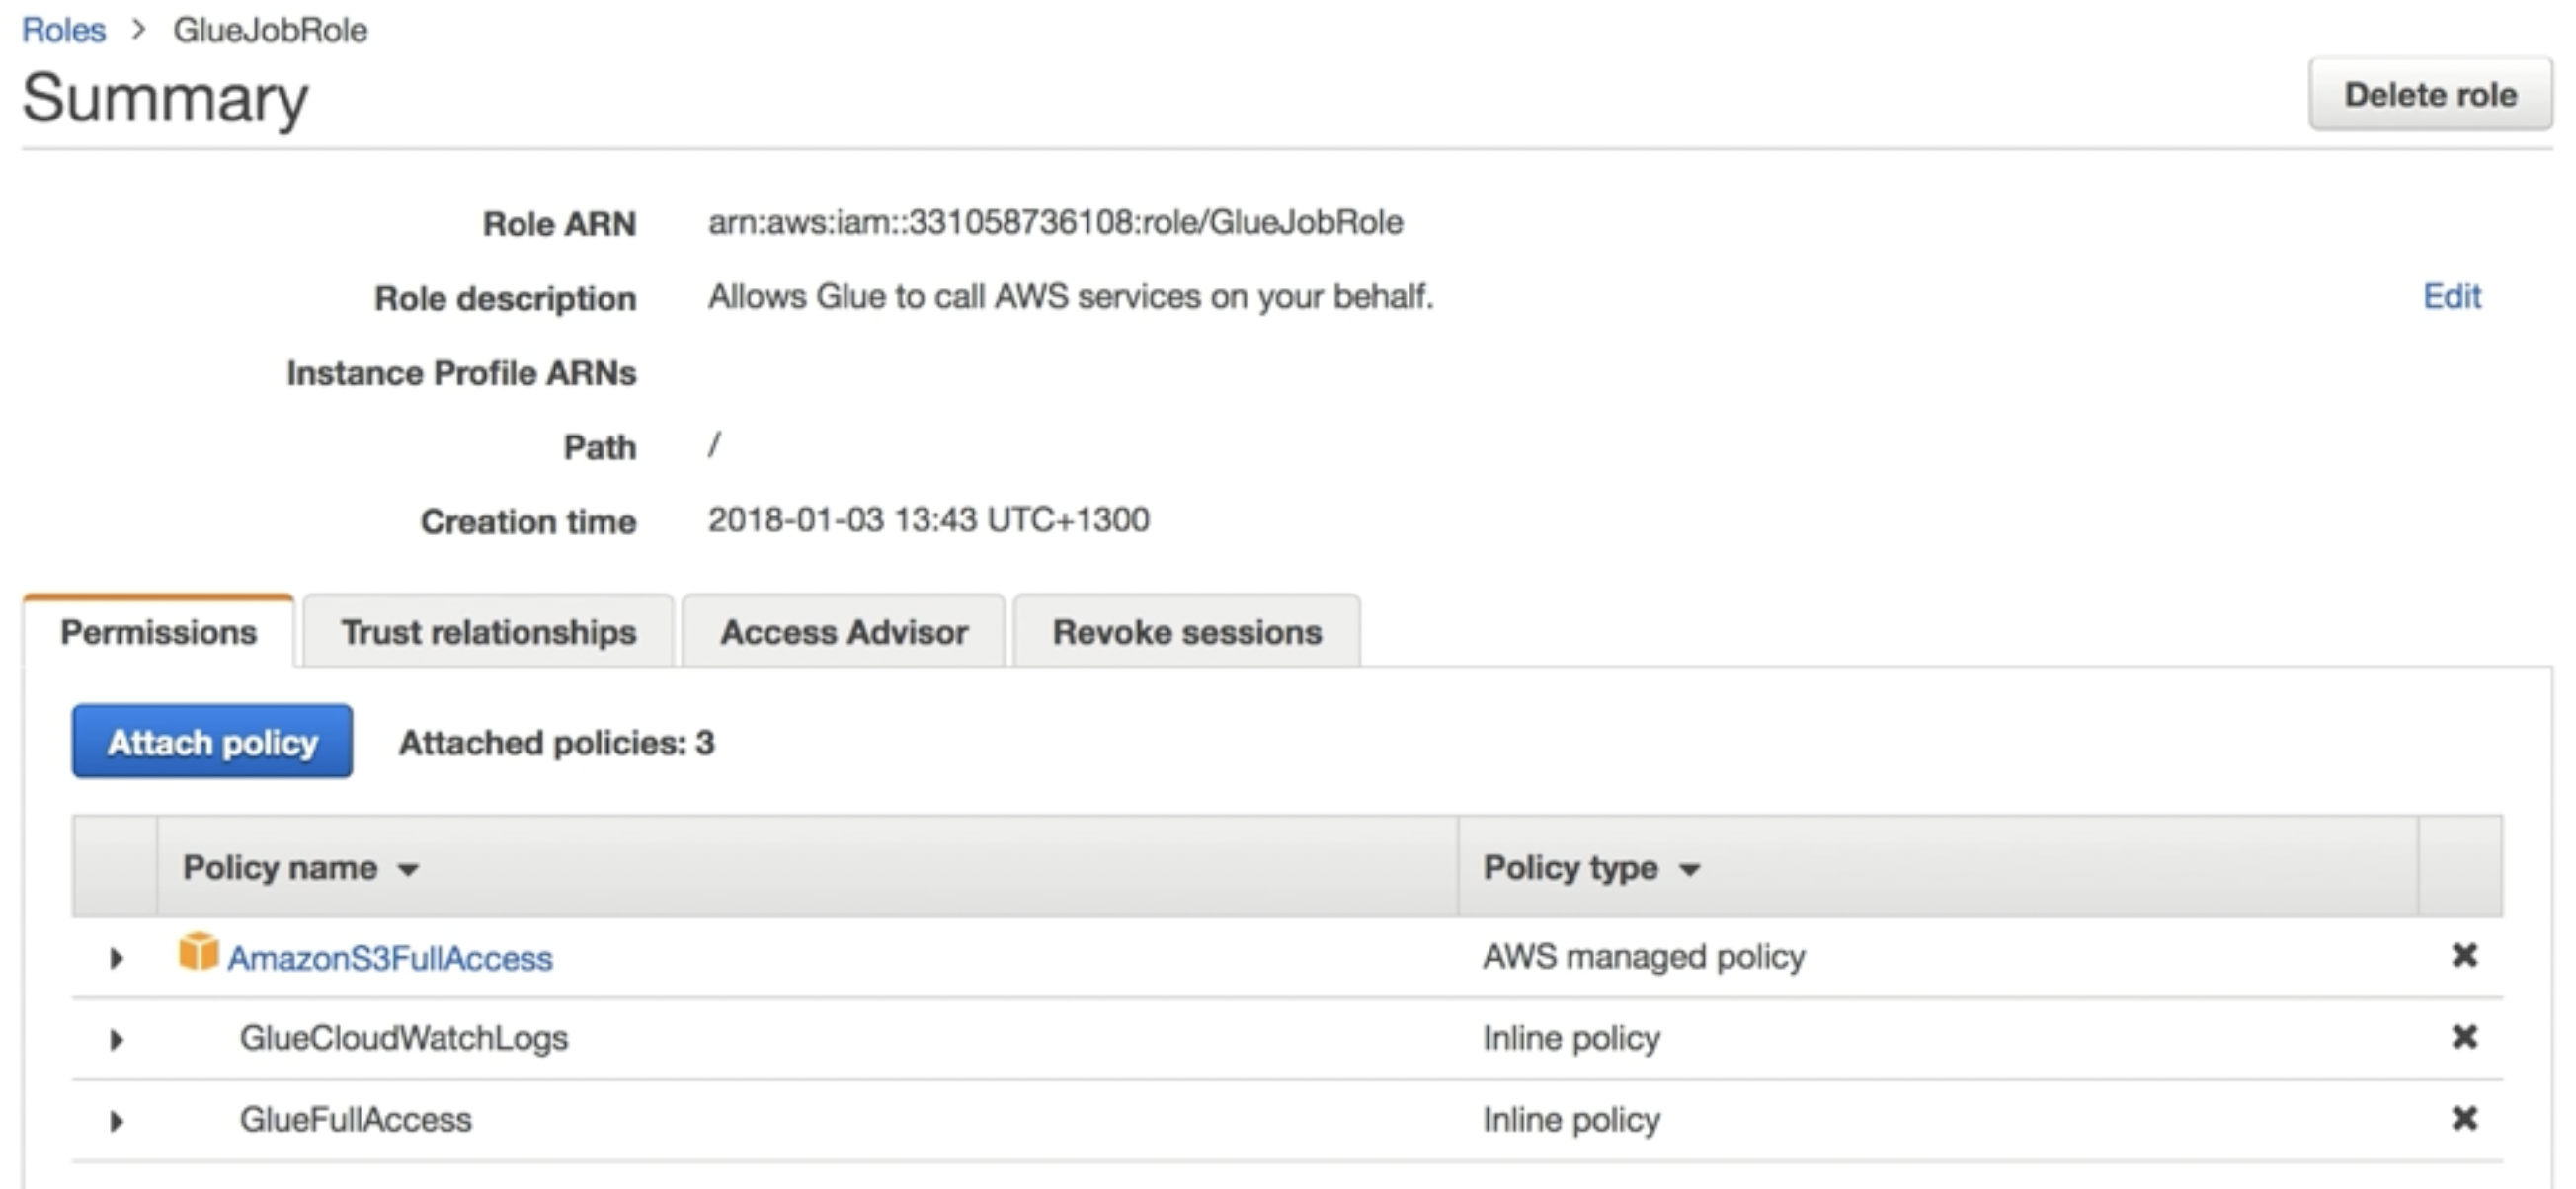 Roles > GlueJobRole
Summary
Delete role
Role ARN arn:aws:iam::331058736108:role/GlueJobRole
Role description Allows Glue to call AWS services on your behalf. Edit
Instance Profile ARNs
Path /
Creation time 2018-01-03 13:43 UTC+1300
Permissions Trust relationships Access Advisor Revoke sessions
Attach policy Attached policies: 3
Policy name Policy type
AmazonS3FullAccess AWS managed policy
GlueCloudWatchLogs Inline policy
GlueFullAccess Inline policy